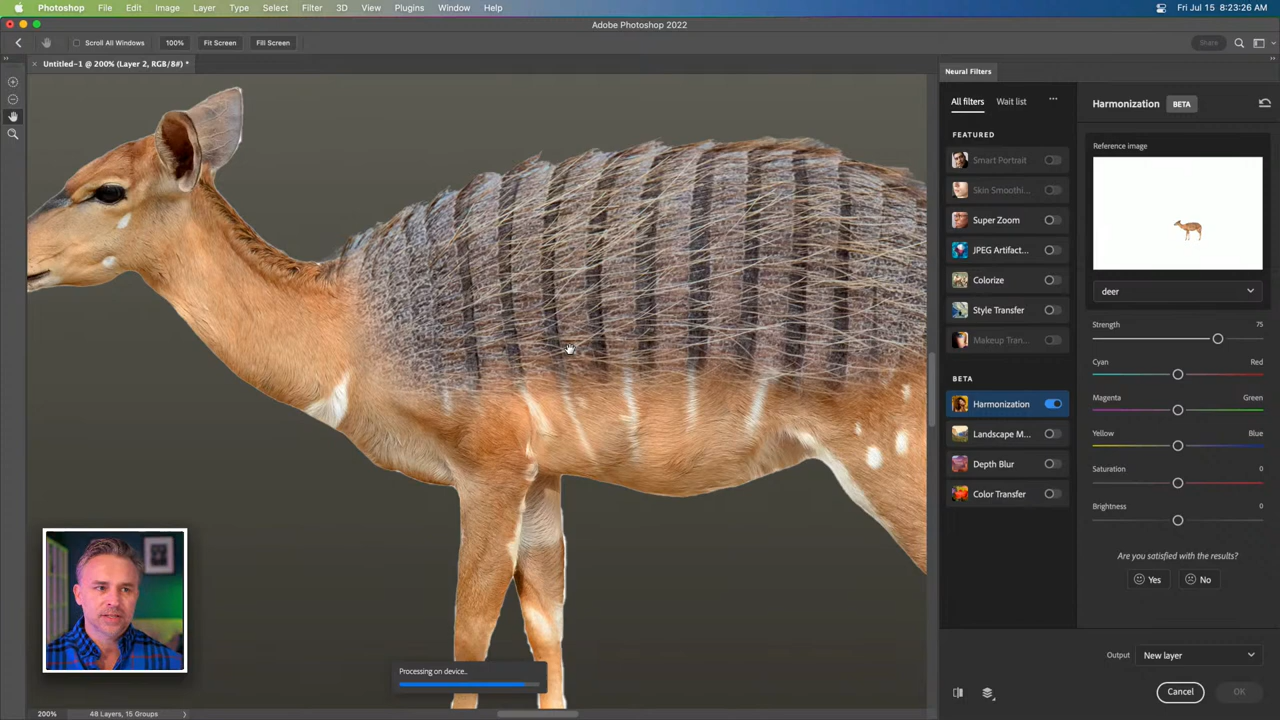 Photoshop File Edit Image Layer Type Select Filter 3D View Plugins Window Help Fri Jul 15 8:23:26 AM
Adobe Photoshop 2022
Scroll All Windows 100% Fit Screen Fill Screen Share
Untitled-1 @ 200% (Layer 2, RGB/8#) *
Neural Filters
All filters Wait list ...
Harmonization BETA
FEATURED
Smart Portrait
Skin Smoothi...
Super Zoom
JPEG Artifact...
Colorize
Style Transfer
Makeup Tran...
BETA
Harmonization
Landscape M...
Depth Blur
Color Transfer
Reference image
deer
Strength 75
Cyan Red
Magenta Green
Yellow Blue
Saturation 0
Brightness 0
Are you satisfied with the results?
Yes No
Processing on device..
Output New layer
Cancel OK
200% 48 Layers, 15 Groups